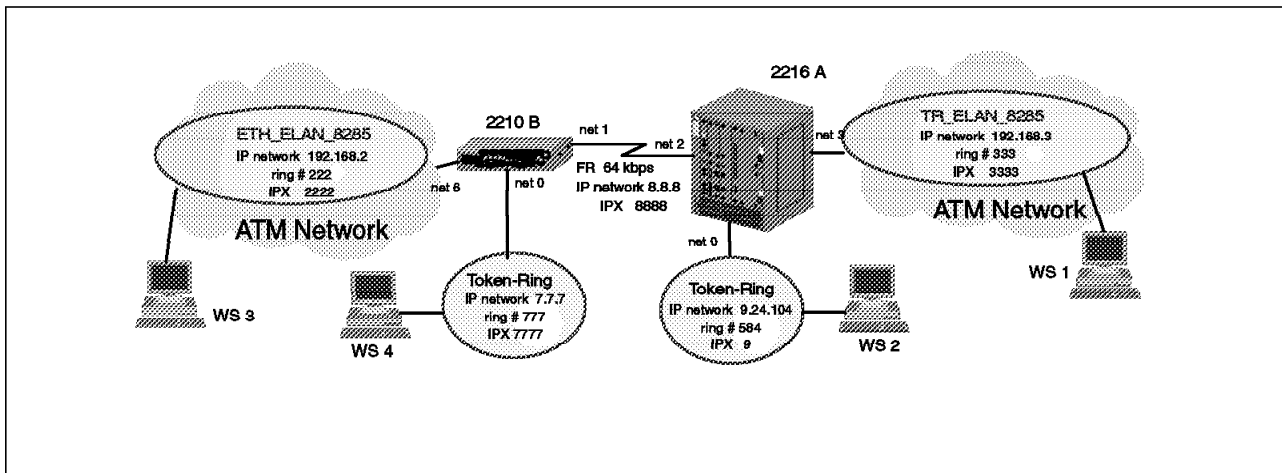 2216 A
2210 B
ETH_ELAN_8285
IP network 192.168.2
ring # 222
IPX 2222
ATM Network
net 6
net 0
net 1
net 2
FR 64 kbps
IP network 8.8.8
IPX 8888
net 3
net 0
TR_ELAN_8285
IP network 192.168.3
ring # 333
IPX 3333
ATM Network
WS 3
WS 4
Token-Ring
IP network 7.7.7
ring # 777
IPX 7777
Token-Ring
IP network 9.24.104
ring # 584
IPX 9
WS 2
WS 1